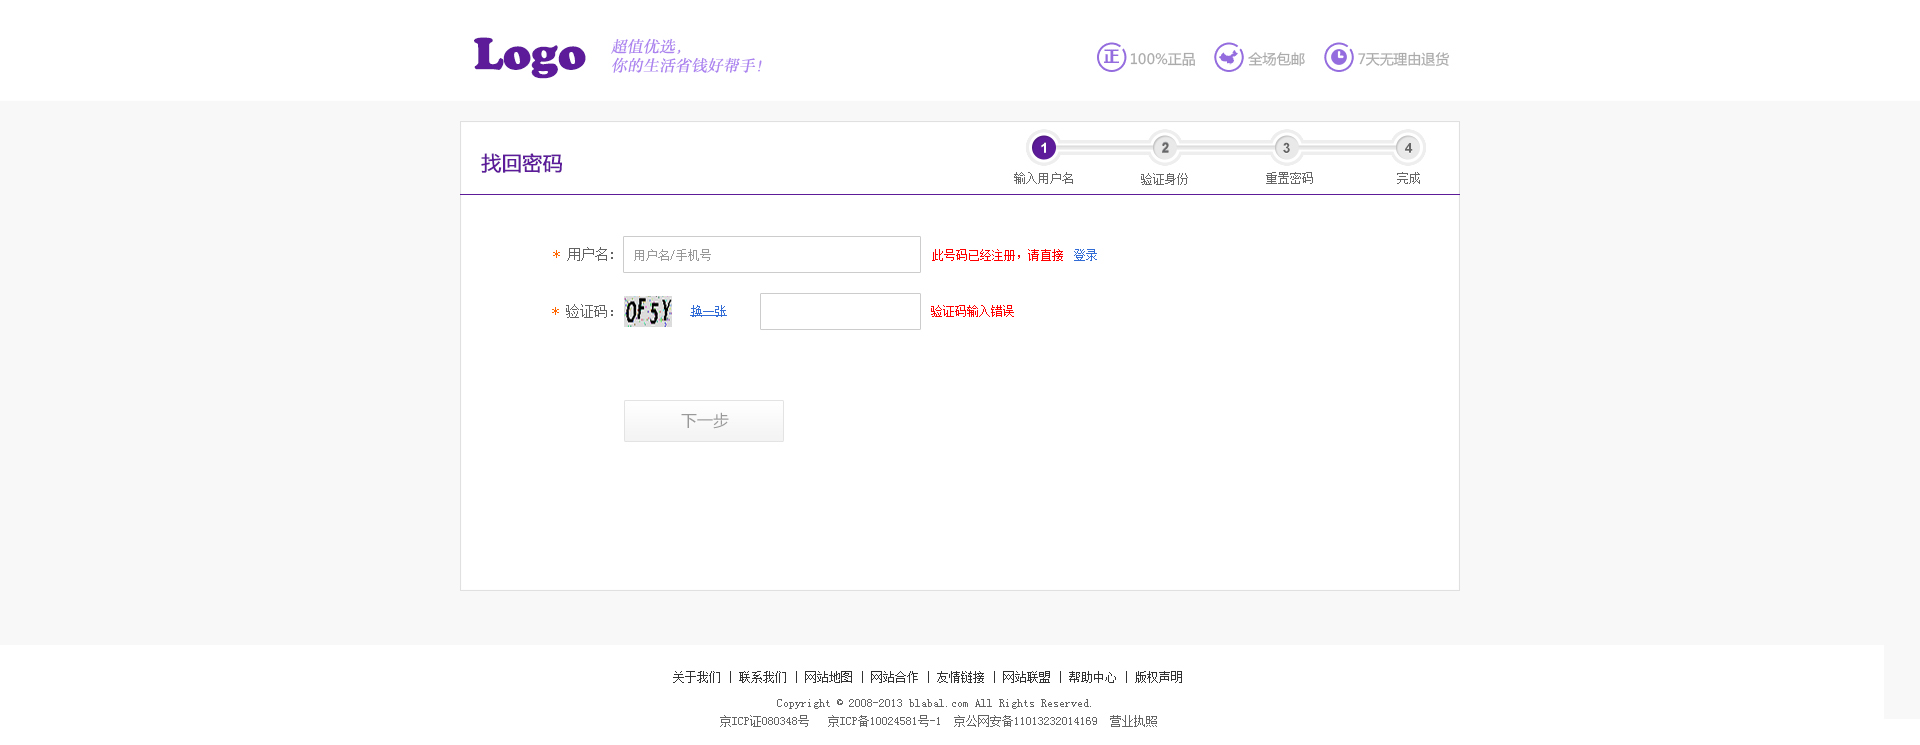 Logo
超值优选,
你的生活省钱好帮手!
正 100%正品 全场包邮 7天无理由退货
找回密码
1 2 3 4
输入用户名 验证身份 重置密码 完成
* 用户名: 用户名/手机号 此号码已经注册，请直接 登录
* 验证码: OF5Y 换一张 验证码输入错误
下一步
关于我们 | 联系我们 | 网站地图 | 网站合作 | 友情链接 | 网站联盟 | 帮助中心 | 版权声明
Copyright © 2008-2013 blabal.com All Rights Reserved.
京ICP证080348号 京ICP备10024581号-1 京公网安备11013232014169 营业执照